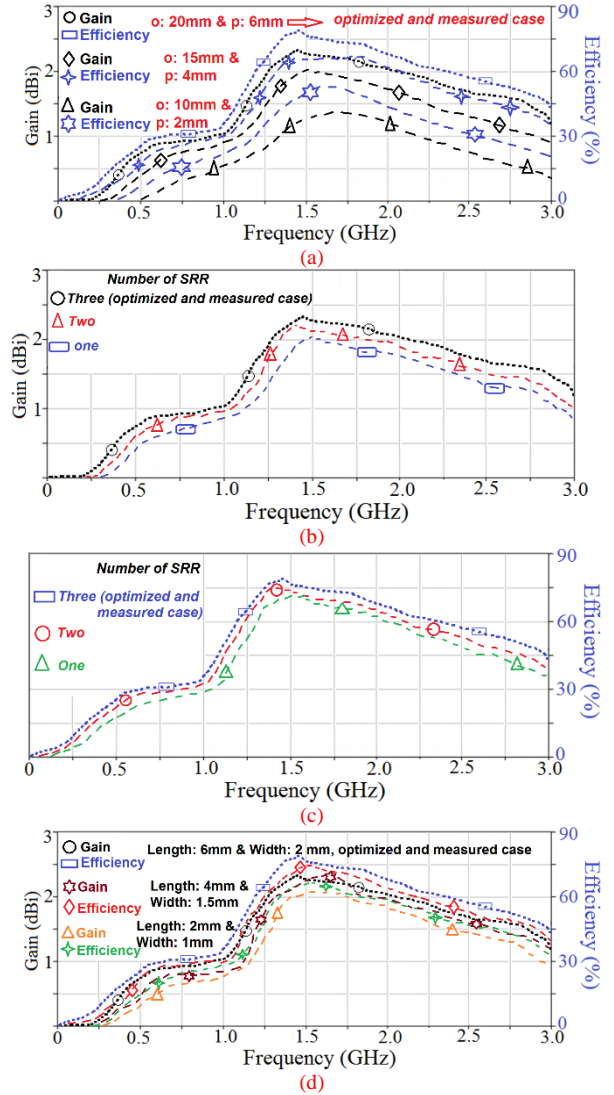 3
90
Gain
o: 20mm & p: 6mm
optimized and measured case
Efficiency
Gain
o: 15mm &
Efficiency
p: 4mm
Gain
o: 10mm &
Efficiency
p: 2mm
2
1
60
30
0
Gain (dBi)
Efficiency (%)
0
0.5
1.0
1.5
2.0
2.5
3.0
Frequency (GHz)
(a)
3
Number of SRR
Three (optimized and measured case)
Two
one
2
1
Gain (dBi)
0
0.5
1.0
1.5
2.0
2.5
3.0
Frequency (GHz)
(b)
90
Number of SRR
Three (optimized and
measured case)
Two
One
60
30
0
Efficiency (%)
0
0.5
1.0
1.5
2.0
2.5
3.0
Frequency (GHz)
(c)
3
90
Gain
Length: 6mm & Width: 2 mm, optimized and measured case
Efficiency
Gain
Length: 4mm &
Efficiency
Width: 1.5mm
Gain
Length: 2mm &
Efficiency
Width: 1mm
2
1
60
30
0
Gain (dBi)
Efficiency (%)
0
0.5
1.0
1.5
2.0
2.5
3.0
Frequency (GHz)
(d)